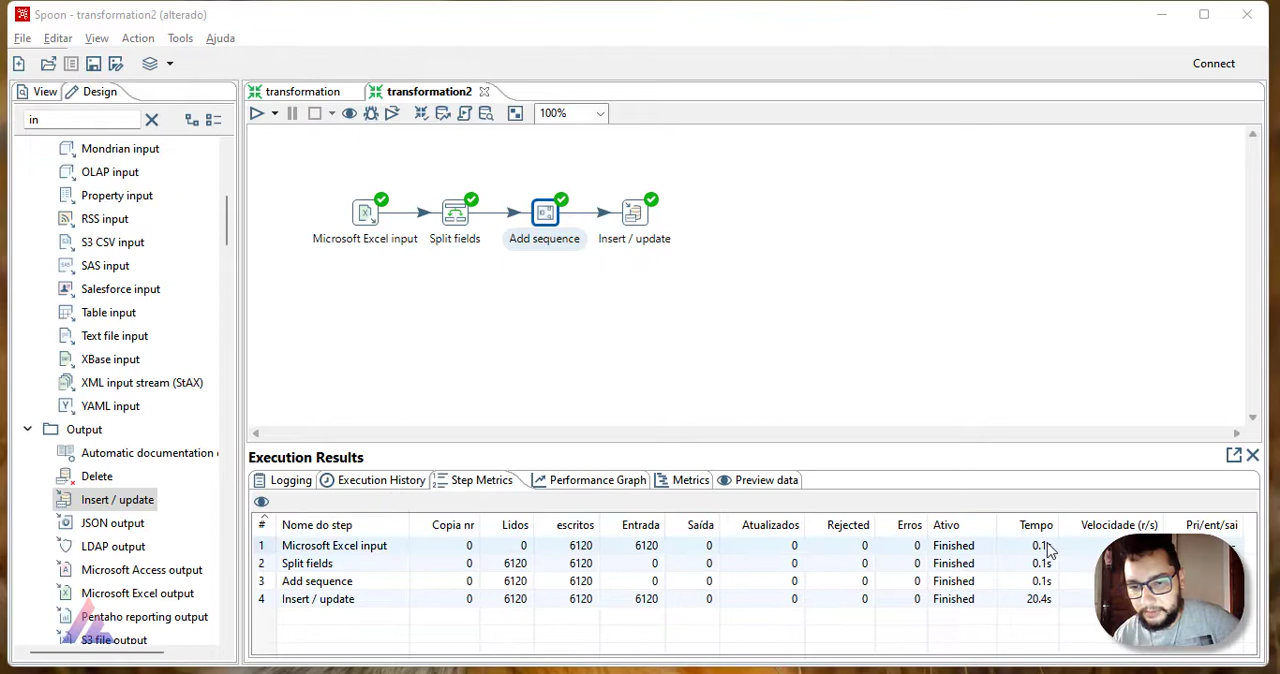 Spoon - transformation2 (alterado)
File Editar View Action Tools Ajuda
Connect
View Design
transformation transformation2
in
100%
Mondrian input
OLAP input
Property input
RSS input
S3 CSV input
SAS input
Salesforce input
Table input
Text file input
XBase input
XML input stream (StAX)
YAML input
Output
Automatic documentation
Delete
Insert / update
JSON output
LDAP output
Microsoft Access output
Microsoft Excel output
Pentaho reporting output
S3 file output
Microsoft Excel input Split fields Add sequence Insert / update
Execution Results
Logging Execution History Step Metrics Performance Graph Metrics Preview data
# Nome do step Copia nr Lidos escritos Entrada Saída Atualizados Rejected Erros Ativo Tempo Velocidade (r/s) Pri/ent/sai
1 Microsoft Excel input 0 0 6120 6120 0 0 0 0 Finished
2 Split fields 0 6120 6120 0 0 0 0 0 Finished 0.1s
3 Add sequence 0 6120 6120 0 0 0 0 0 Finished 0.1s
4 Insert / update 0 6120 6120 6120 0 0 0 0 Finished 20.4s